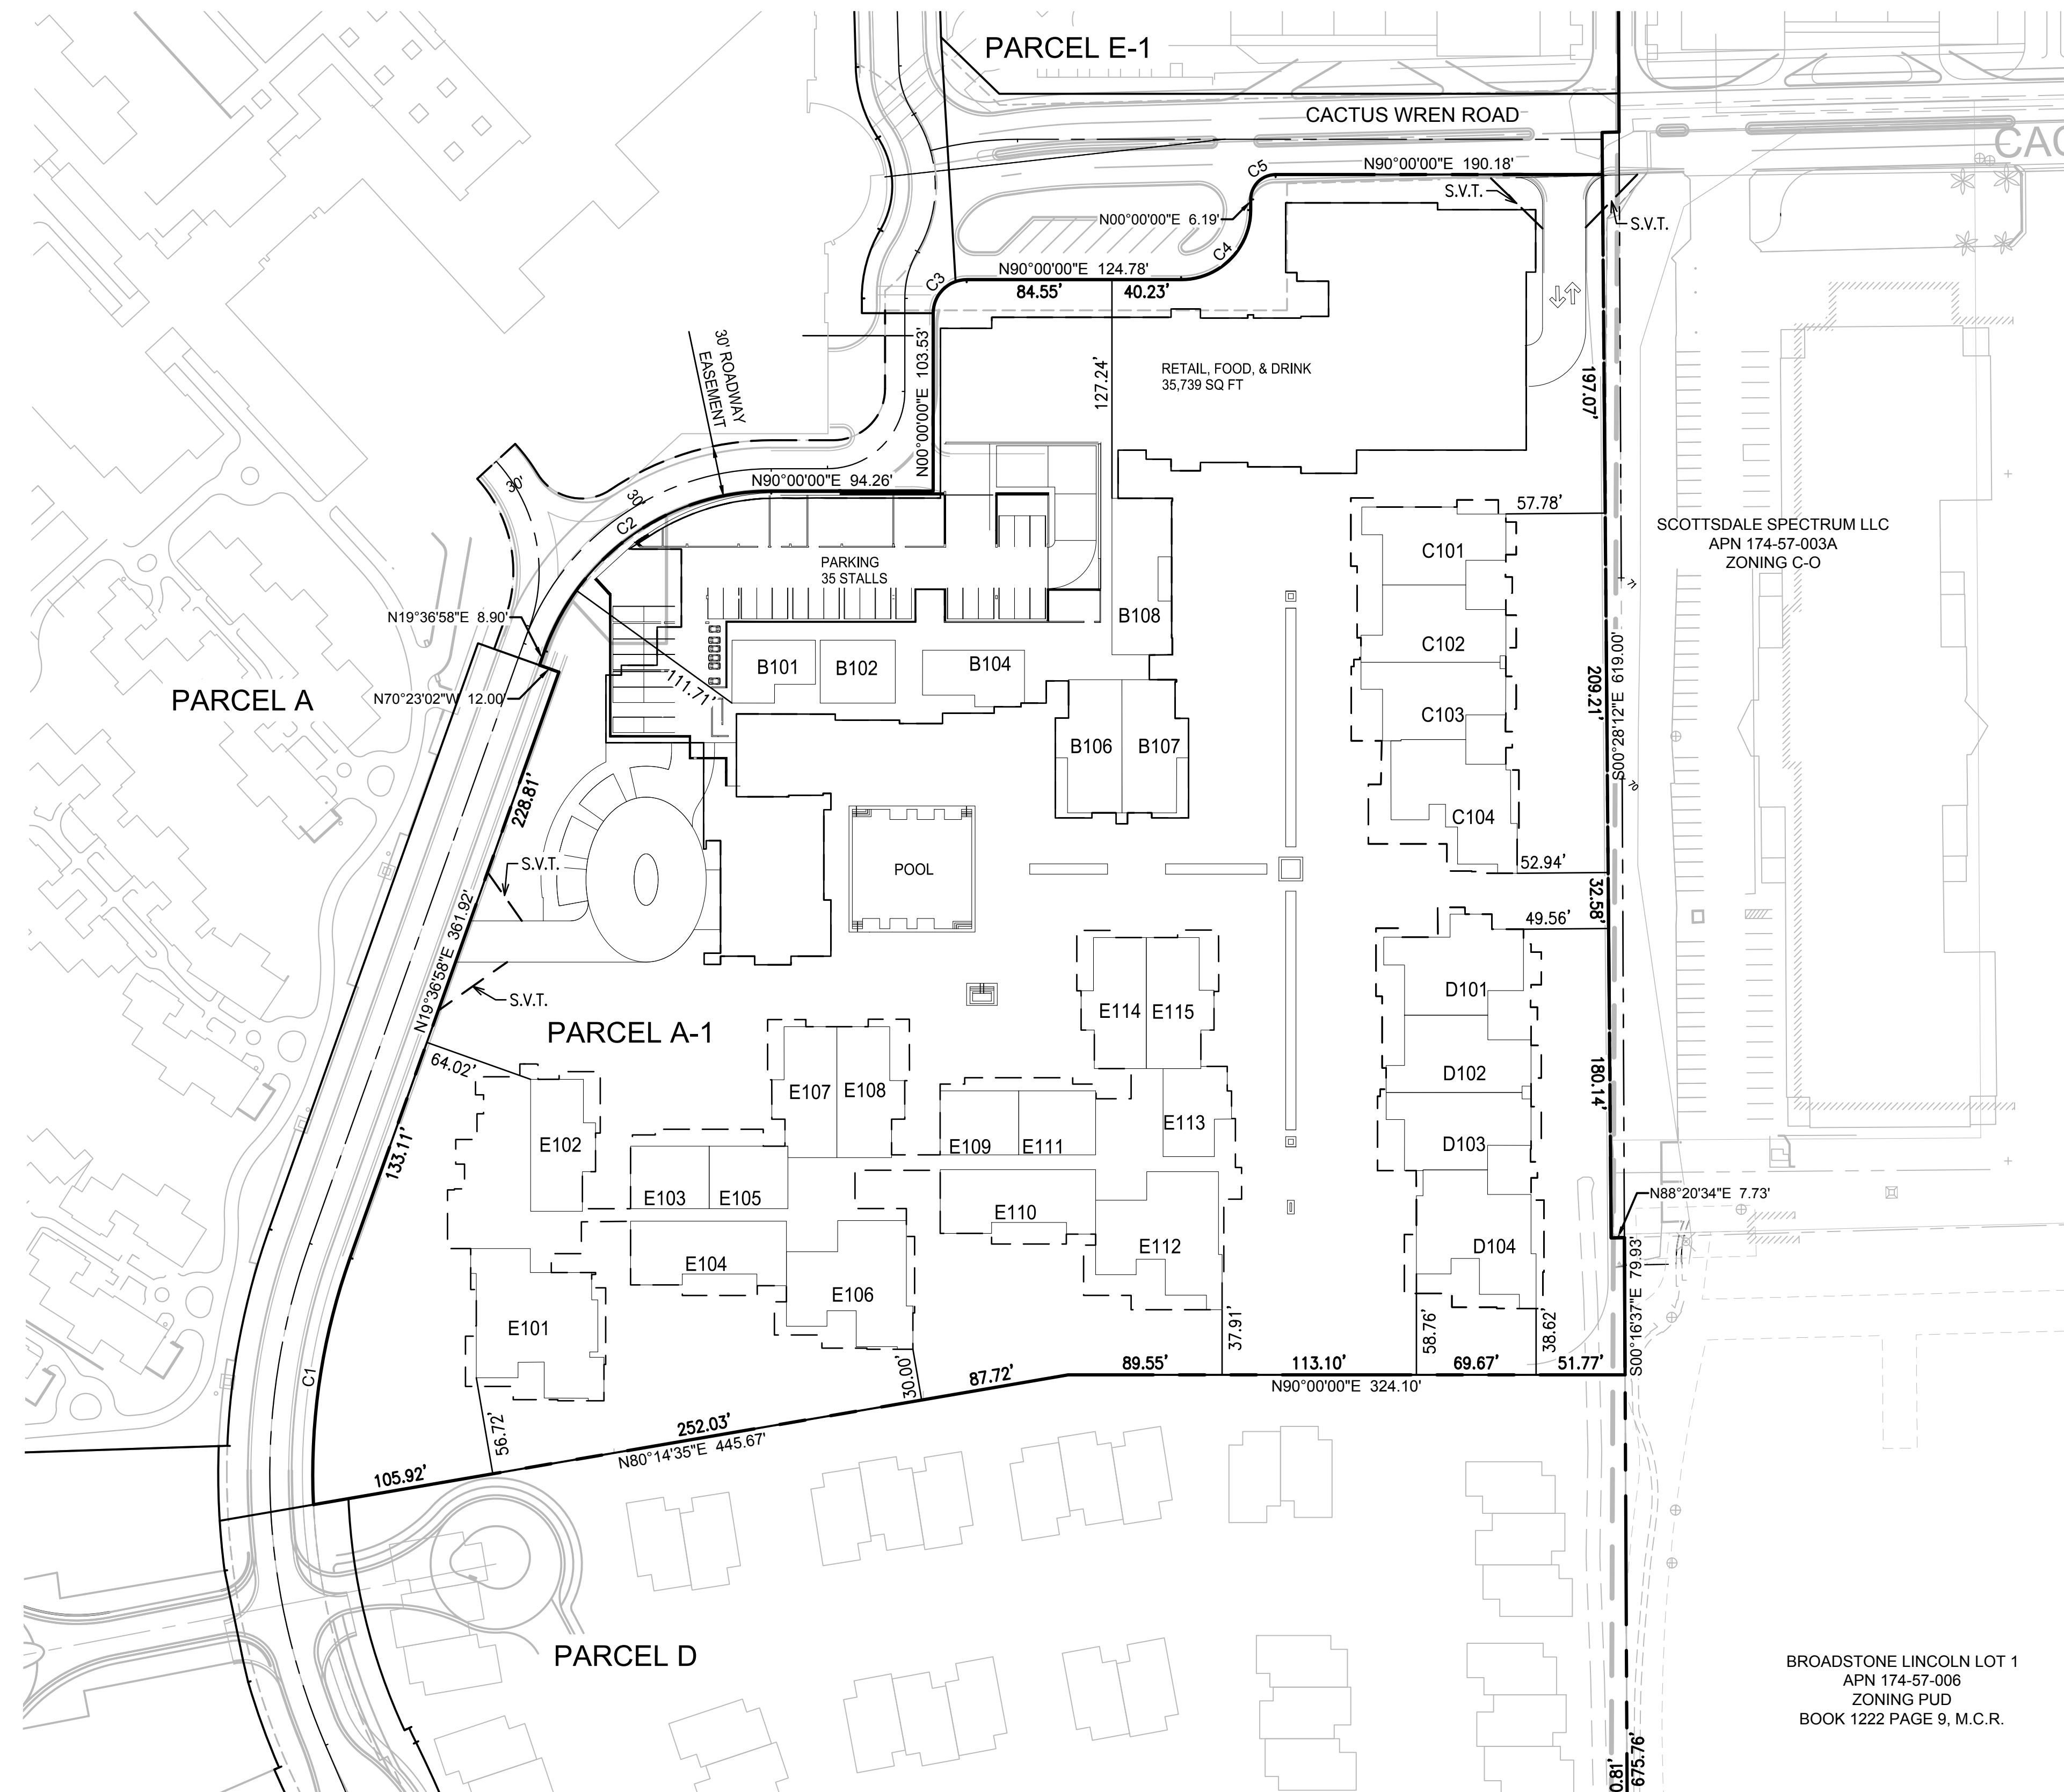 PARCEL E-1
CACTUS WREN ROAD
CAC
N90°00'00"E 190.18'
C5
S.V.T.
S.V.T.
N00°00'00"E 6.19'
C4
C3
N90°00'00"E 124.78'
84.55'
40.23'
30' ROADWAY
EASEMENT
N00°00'00"E 103.53'
127.24'
RETAIL, FOOD, & DRINK
35,739 SQ FT
197.07'
N90°00'00"E 94.26'
30'
30'
C2
57.78'
SCOTTSDALE SPECTRUM LLC
APN 174-57-003A
ZONING C-O
C101
PARKING
35 STALLS
71
N19°36'58"E 8.90'
B108
C102
B101
B102
B104
S00°28'12"E 619.00'
209.21'
PARCEL A
N70°23'02"W 12.00'
111.71'
C103
B106
B107
70
228.81'
C104
S.V.T.
POOL
52.94'
32.58'
49.56'
N19°36'58"E 361.92'
D101
S.V.T.
E114
E115
PARCEL A-1
64.02'
D102
180.14'
E107
E108
E113
E102
E109
E111
D103
133.11'
E103
E105
N88°20'34"E 7.73'
E110
E104
E112
D104
E106
S00°16'37"E 79.93'
E101
37.91'
58.76'
38.62'
C1
30.00'
87.72'
89.55'
113.10'
69.67'
51.77'
N90°00'00"E 324.10'
56.72'
252.03'
N80°14'35"E 445.67'
105.92'
PARCEL D
BROADSTONE LINCOLN LOT 1
APN 174-57-006
ZONING PUD
BOOK 1222 PAGE 9, M.C.R.
0.81'
675.76'